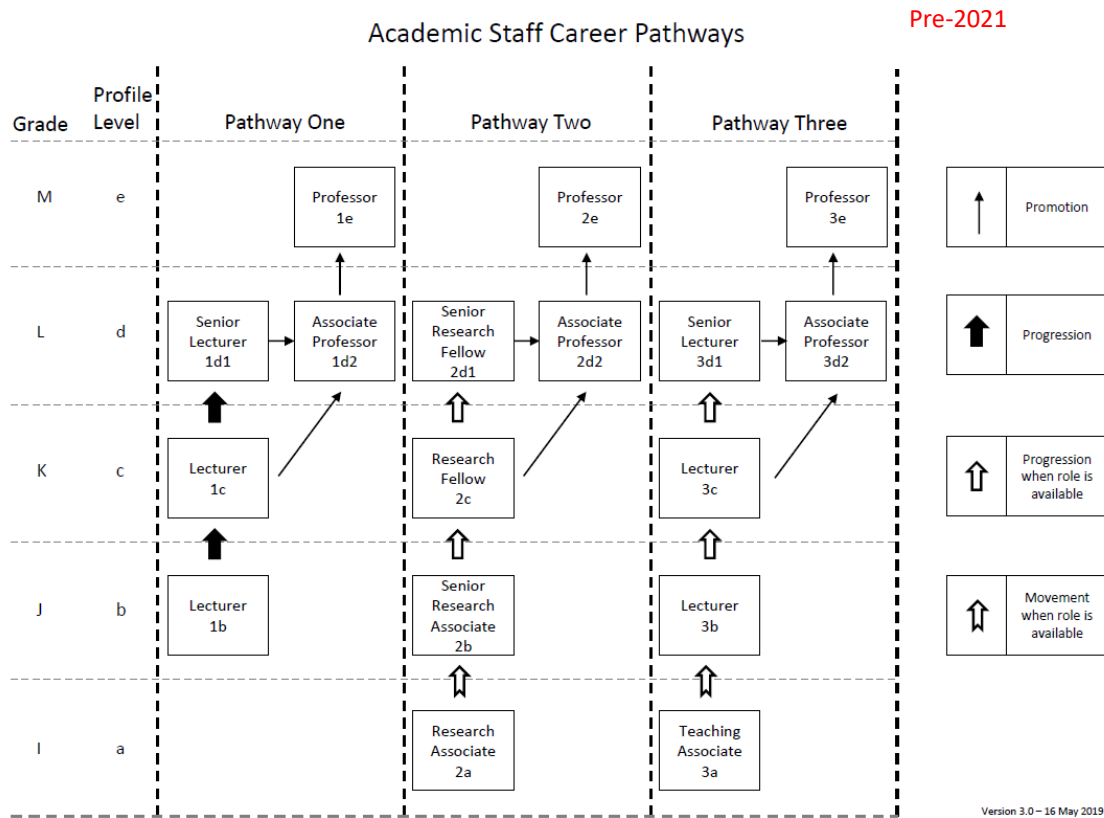 Pre-2021
Academic Staff Career Pathways
Grade
Profile
Level
Pathway One
Pathway Two
Pathway Three
M
e
Professor
1e
Professor
2e
Professor
3e
Promotion
L
d
Senior
Lecturer
1d1
Associate
Professor
1d2
Senior
Research
Fellow
2d1
Associate
Professor
2d2
Senior
Lecturer
3d1
Associate
Professor
3d2
Progression
K
c
Lecturer
1c
Research
Fellow
2c
Lecturer
3c
Progression
when role is
available
J
b
Lecturer
1b
Senior
Research
Associate
2b
Lecturer
3b
Movement
when role is
available
I
a
Research
Associate
2a
Teaching
Associate
3a
Version 3.0 – 16 May 2019